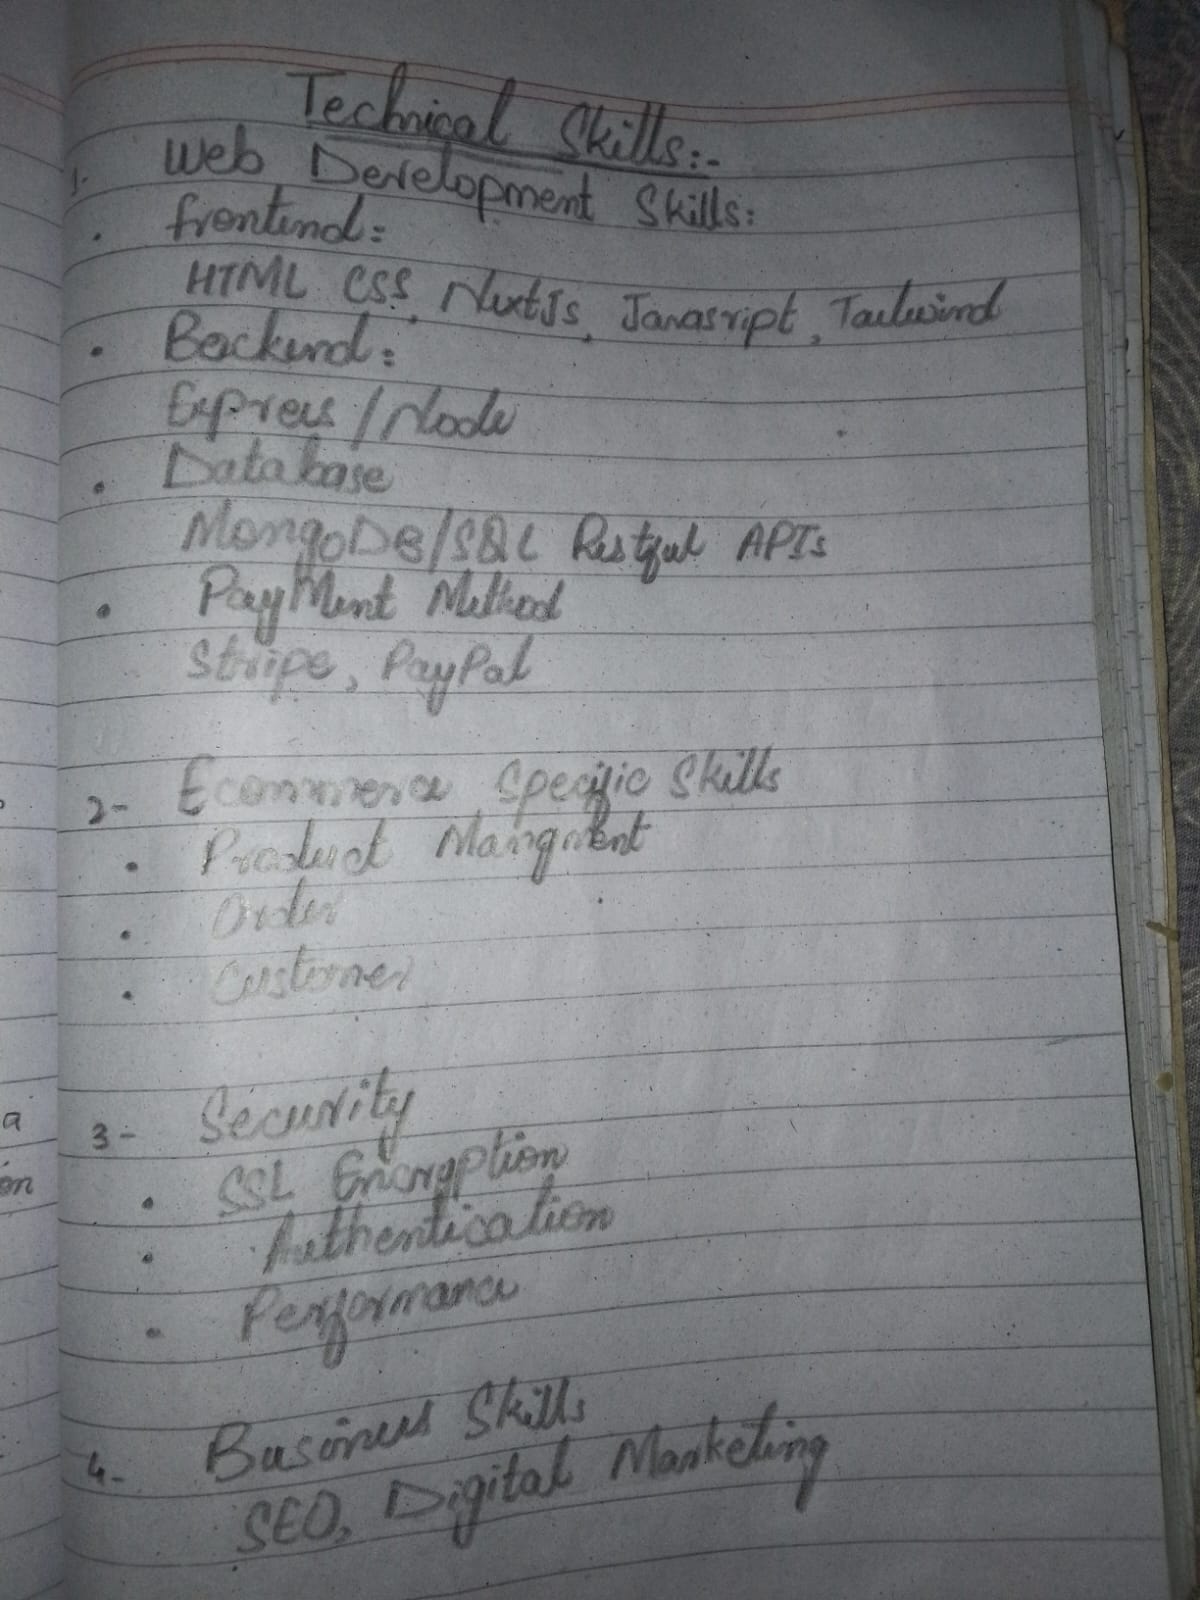 Technical Skills:-
1- Web Development Skills:
• frontend:
HTML CSS, NextJs, Javasript, Tailwind
• Backend:
Express/Node
• Database
MongoDB/SQL Restful APIs
• PayMent Method
Stripe, PayPal
2- Ecommerce Specific Skills
• Product Mangment
• Order
• Customer
3- Security
• SSL Encryption
• Authentication
• Performance
4- Business Skills
SEO, Digital Marketing
a
on